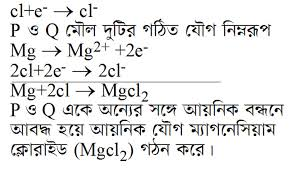 cl+e⁻ → cl⁻
P ও Q মৌল দুটির গঠিত যৌগ নিম্নরূপ
Mg → Mg²⁺ +2e⁻
2cl+2e⁻ → 2cl⁻
Mg+2cl → Mgcl₂
P ও Q একে অন্যের সঙ্গে আয়নিক বন্ধনে
আবদ্ধ হয়ে আয়নিক যৌগ ম্যাগনেসিয়াম
ক্লোরাইড (Mgcl₂) গঠন করে।